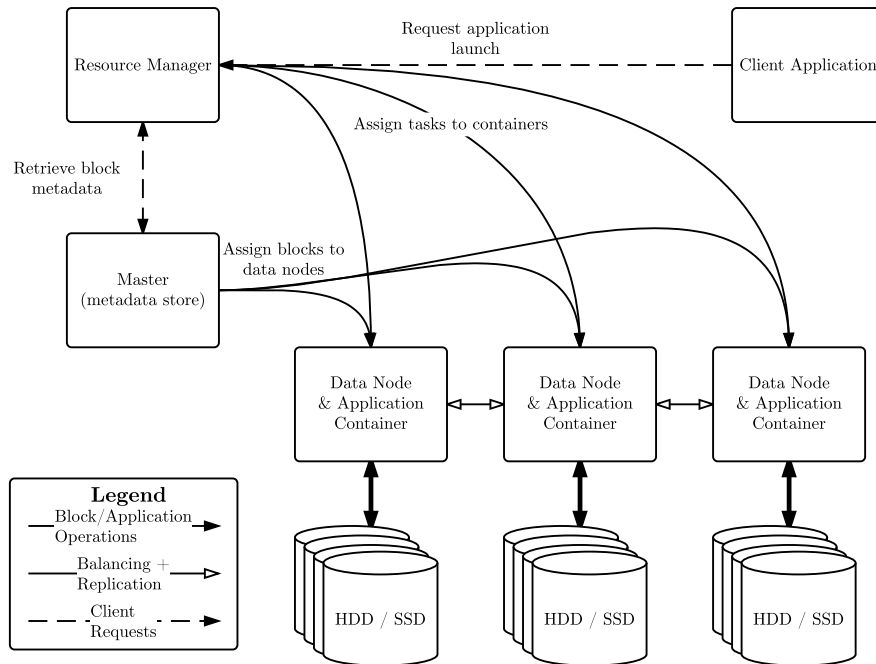 Request application
launch
Resource Manager
Client Application
Assign tasks to containers
Retrieve block
metadata
Assign blocks to
data nodes
Master
(metadata store)
Data Node
& Application
Container
Data Node
& Application
Container
Data Node
& Application
Container
Legend
Block/Application
Operations
Balancing +
Replication
Client
Requests
HDD / SSD
HDD / SSD
HDD / SSD